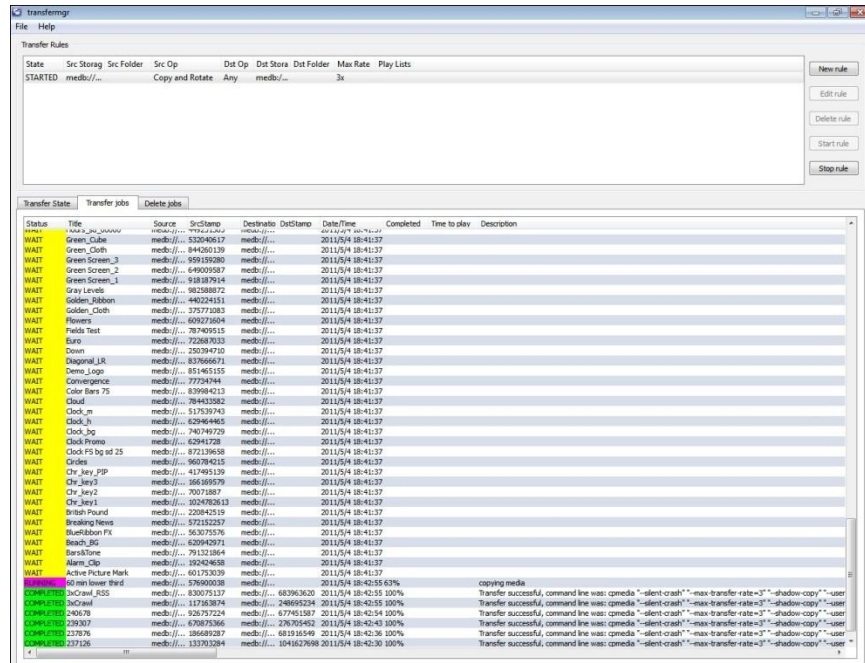 transfermgr
File Help
Transfer Rules
State Src Storag Src Folder Src Op Dst Op Dst Stora Dst Folder Max Rate Play Lists
STARTED medb://... Copy and Rotate Any medb:/... 3x
New rule
Edit rule
Delete rule
Start rule
Stop rule
Transfer State Transfer jobs Delete jobs
Status Title Source SrcStamp Destinatio DstStamp Date/Time Completed Time to play Description
WAIT Green_Cube medb://... 532040617 medb://... 2011/5/4 18:41:37
WAIT Green_Cloth medb://... 844260139 medb://... 2011/5/4 18:41:37
WAIT Green Screen_3 medb://... 959159280 medb://... 2011/5/4 18:41:37
WAIT Green Screen_2 medb://... 649009587 medb://... 2011/5/4 18:41:37
WAIT Green Screen_1 medb://... 918187914 medb://... 2011/5/4 18:41:37
WAIT Gray Levels medb://... 982588872 medb://... 2011/5/4 18:41:37
WAIT Golden_Ribbon medb://... 440224151 medb://... 2011/5/4 18:41:37
WAIT Golden_Cloth medb://... 375771083 medb://... 2011/5/4 18:41:37
WAIT Flowers medb://... 609271604 medb://... 2011/5/4 18:41:37
WAIT Fields Test medb://... 787409515 medb://... 2011/5/4 18:41:37
WAIT Euro medb://... 722687033 medb://... 2011/5/4 18:41:37
WAIT Down medb://... 250394710 medb://... 2011/5/4 18:41:37
WAIT Diagonal_LR medb://... 837666671 medb://... 2011/5/4 18:41:37
WAIT Demo_Logo medb://... 851465155 medb://... 2011/5/4 18:41:37
WAIT Convergence medb://... 77734744 medb://... 2011/5/4 18:41:37
WAIT Color Bars 75 medb://... 839984213 medb://... 2011/5/4 18:41:37
WAIT Cloud medb://... 784433582 medb://... 2011/5/4 18:41:37
WAIT Clock_m medb://... 517539743 medb://... 2011/5/4 18:41:37
WAIT Clock_h medb://... 629464465 medb://... 2011/5/4 18:41:37
WAIT Clock_bg medb://... 740749729 medb://... 2011/5/4 18:41:37
WAIT Clock Promo medb://... 62941728 medb://... 2011/5/4 18:41:37
WAIT Clock FS bg sd 25 medb://... 872139658 medb://... 2011/5/4 18:41:37
WAIT Circles medb://... 960784215 medb://... 2011/5/4 18:41:37
WAIT Chr_key_PIP medb://... 417495139 medb://... 2011/5/4 18:41:37
WAIT Chr_key3 medb://... 166169579 medb://... 2011/5/4 18:41:37
WAIT Chr_key2 medb://... 70071887 medb://... 2011/5/4 18:41:37
WAIT Chr_key1 medb://... 1024782613 medb://... 2011/5/4 18:41:37
WAIT British Pound medb://... 220842519 medb://... 2011/5/4 18:41:37
WAIT Breaking News medb://... 572152257 medb://... 2011/5/4 18:41:37
WAIT BlueRibbon FX medb://... 563075576 medb://... 2011/5/4 18:41:37
WAIT Beach_BG medb://... 620942971 medb://... 2011/5/4 18:41:37
WAIT Bars&Tone medb://... 791321864 medb://... 2011/5/4 18:41:37
WAIT Alarm_Clip medb://... 192424658 medb://... 2011/5/4 18:41:37
WAIT Active Picture Mark medb://... 601753039 medb://... 2011/5/4 18:41:37
RUNNING 60 min lower third medb://... 576900038 medb://... 2011/5/4 18:42:55 63% copying media
COMPLETED 3xCrawl_RSS medb://... 830075137 medb://... 683963620 2011/5/4 18:42:55 100% Transfer successful, command line was: cpmedia "--silent-crash" "--max-transfer-rate=3" "--shadow-copy" "--user
COMPLETED 3xCrawl medb://... 117163874 medb://... 248695234 2011/5/4 18:42:55 100% Transfer successful, command line was: cpmedia "--silent-crash" "--max-transfer-rate=3" "--shadow-copy" "--user
COMPLETED 240678 medb://... 926757224 medb://... 677451587 2011/5/4 18:42:54 100% Transfer successful, command line was: cpmedia "--silent-crash" "--max-transfer-rate=3" "--shadow-copy" "--user
COMPLETED 239307 medb://... 670875366 medb://... 276705452 2011/5/4 18:42:43 100% Transfer successful, command line was: cpmedia "--silent-crash" "--max-transfer-rate=3" "--shadow-copy" "--user
COMPLETED 237876 medb://... 186689287 medb://... 681916549 2011/5/4 18:42:36 100% Transfer successful, command line was: cpmedia "--silent-crash" "--max-transfer-rate=3" "--shadow-copy" "--user
COMPLETED 237126 medb://... 133703284 medb://... 1041627698 2011/5/4 18:42:30 100% Transfer successful, command line was: cpmedia "--silent-crash" "--max-transfer-rate=3" "--shadow-copy" "--user